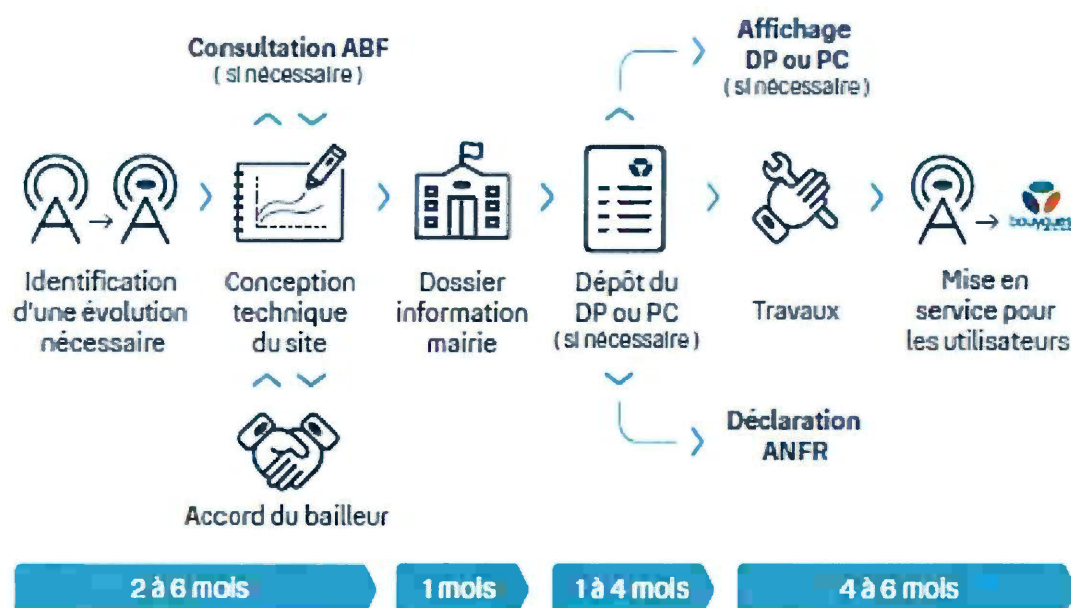 Consultation ABF
( si nécessaire )
Affichage
DP ou PC
( si nécessaire )
bouygues
Identification
d'une évolution
nécessaire
Conception
technique
du site
Dossier
information
mairie
Dépôt du
DP ou PC
( si nécessaire )
Travaux
Mise en
service pour
les utilisateurs
Accord du bailleur
Déclaration
ANFR
2 à 6 mois
1 mois
1 à 4 mois
4 à 6 mois